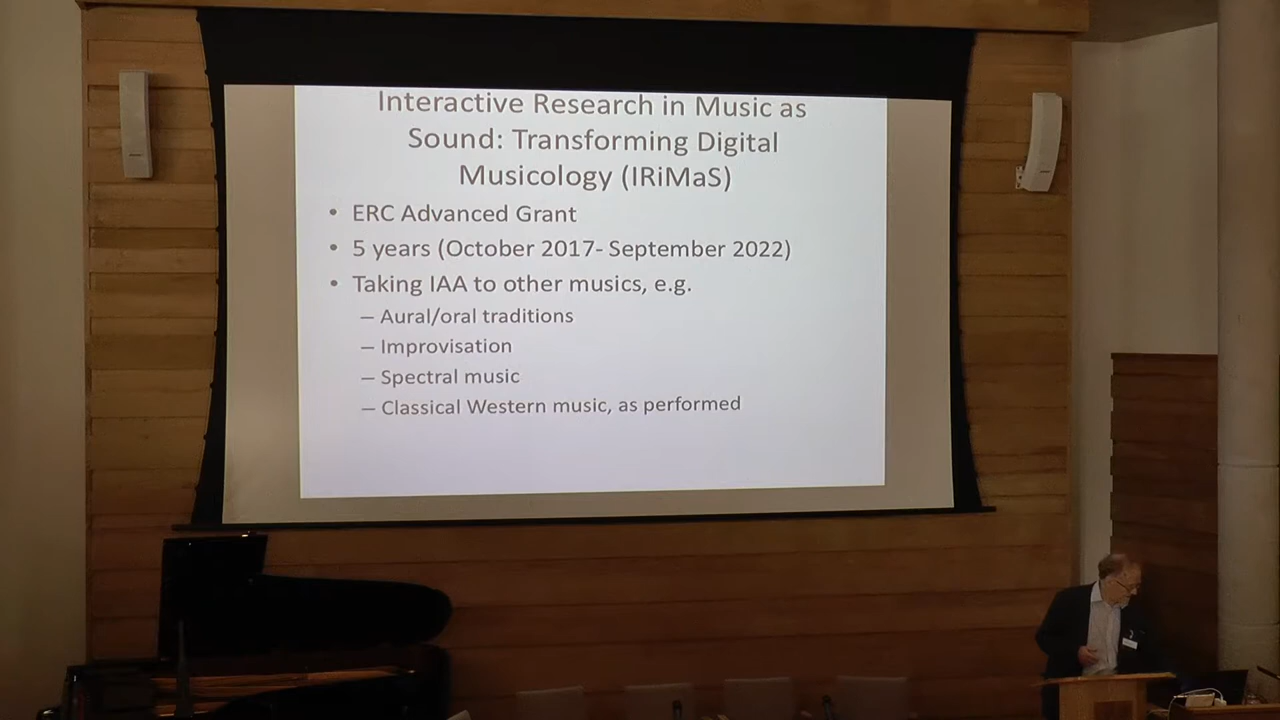 Interactive Research in Music as
Sound: Transforming Digital
Musicology (IRiMaS)
• ERC Advanced Grant
• 5 years (October 2017- September 2022)
• Taking IAA to other musics, e.g.
– Aural/oral traditions
– Improvisation
– Spectral music
– Classical Western music, as performed